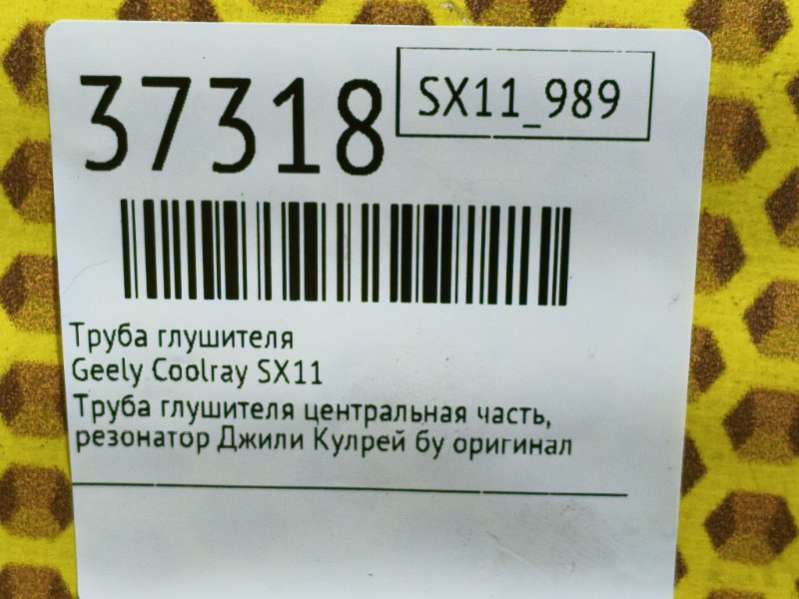 37318
SX11_989
Труба глушителя
Geely Coolray SX11
Труба глушителя центральная часть,
резонатор Джили Кулрей бу оригинал